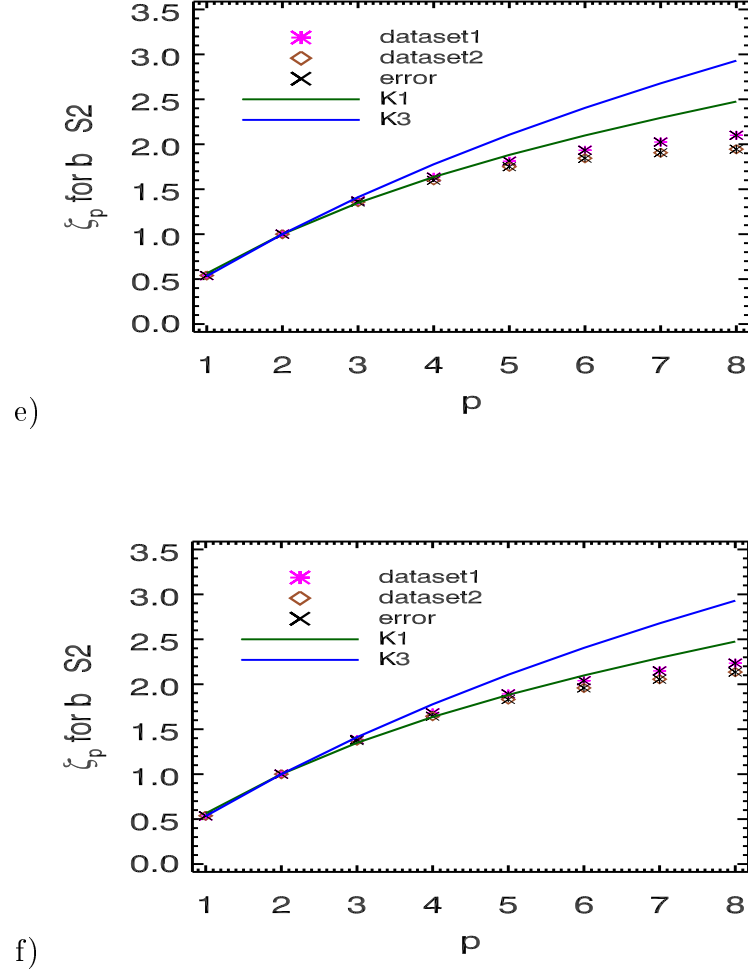 3.5
3.0
2.5
2.0
1.5
1.0
0.5
0.0
ζp for b S2
dataset1
dataset2
error
K1
K3
1 2 3 4 5 6 7 8
p
e)
3.5
3.0
2.5
2.0
1.5
1.0
0.5
0.0
ζp for b S2
dataset1
dataset2
error
K1
K3
1 2 3 4 5 6 7 8
p
f)